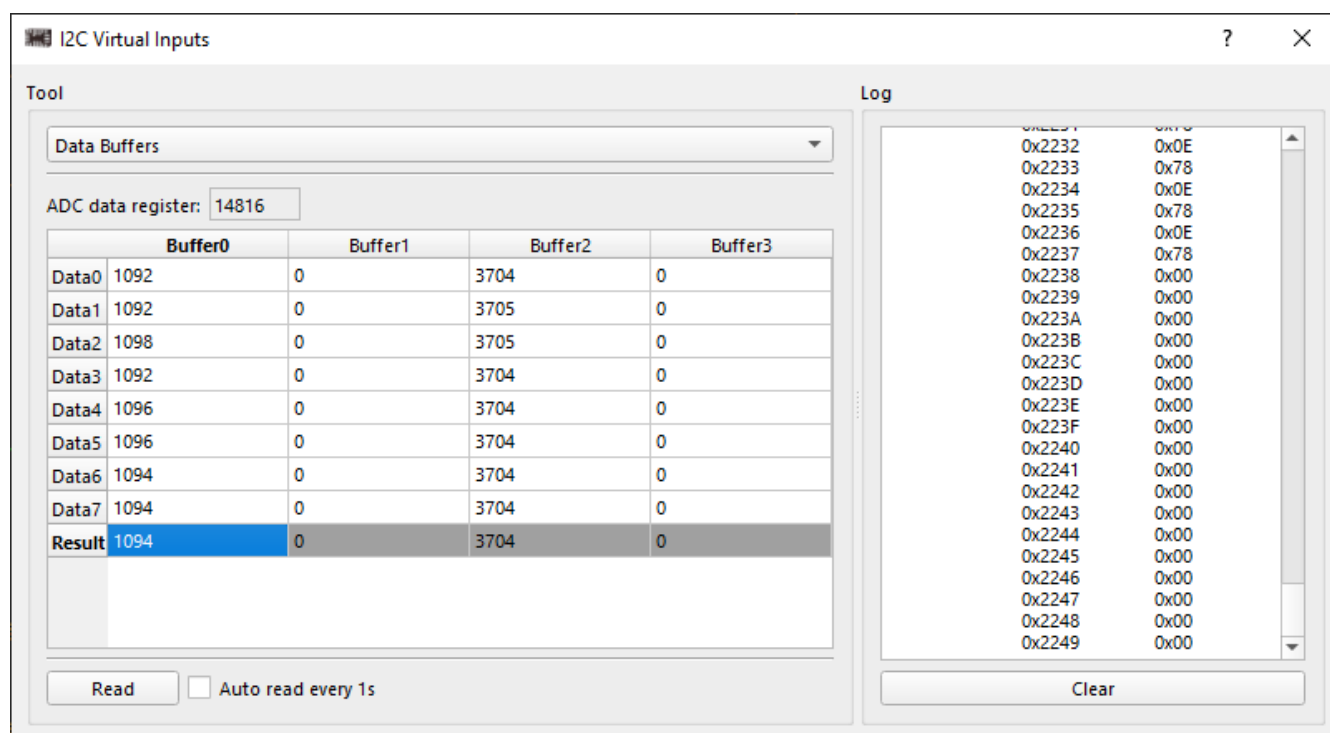 I2C Virtual Inputs ?
Tool
Data Buffers
ADC data register: 14816
Buffer0 Buffer1 Buffer2 Buffer3
Data0 1092 0 3704 0
Data1 1092 0 3705 0
Data2 1098 0 3705 0
Data3 1092 0 3704 0
Data4 1096 0 3704 0
Data5 1096 0 3704 0
Data6 1094 0 3704 0
Data7 1094 0 3704 0
Result 1094 0 3704 0
Read Auto read every 1s
Log
0x2232 0x0E
0x2233 0x78
0x2234 0x0E
0x2235 0x78
0x2236 0x0E
0x2237 0x78
0x2238 0x00
0x2239 0x00
0x223A 0x00
0x223B 0x00
0x223C 0x00
0x223D 0x00
0x223E 0x00
0x223F 0x00
0x2240 0x00
0x2241 0x00
0x2242 0x00
0x2243 0x00
0x2244 0x00
0x2245 0x00
0x2246 0x00
0x2247 0x00
0x2248 0x00
0x2249 0x00
Clear